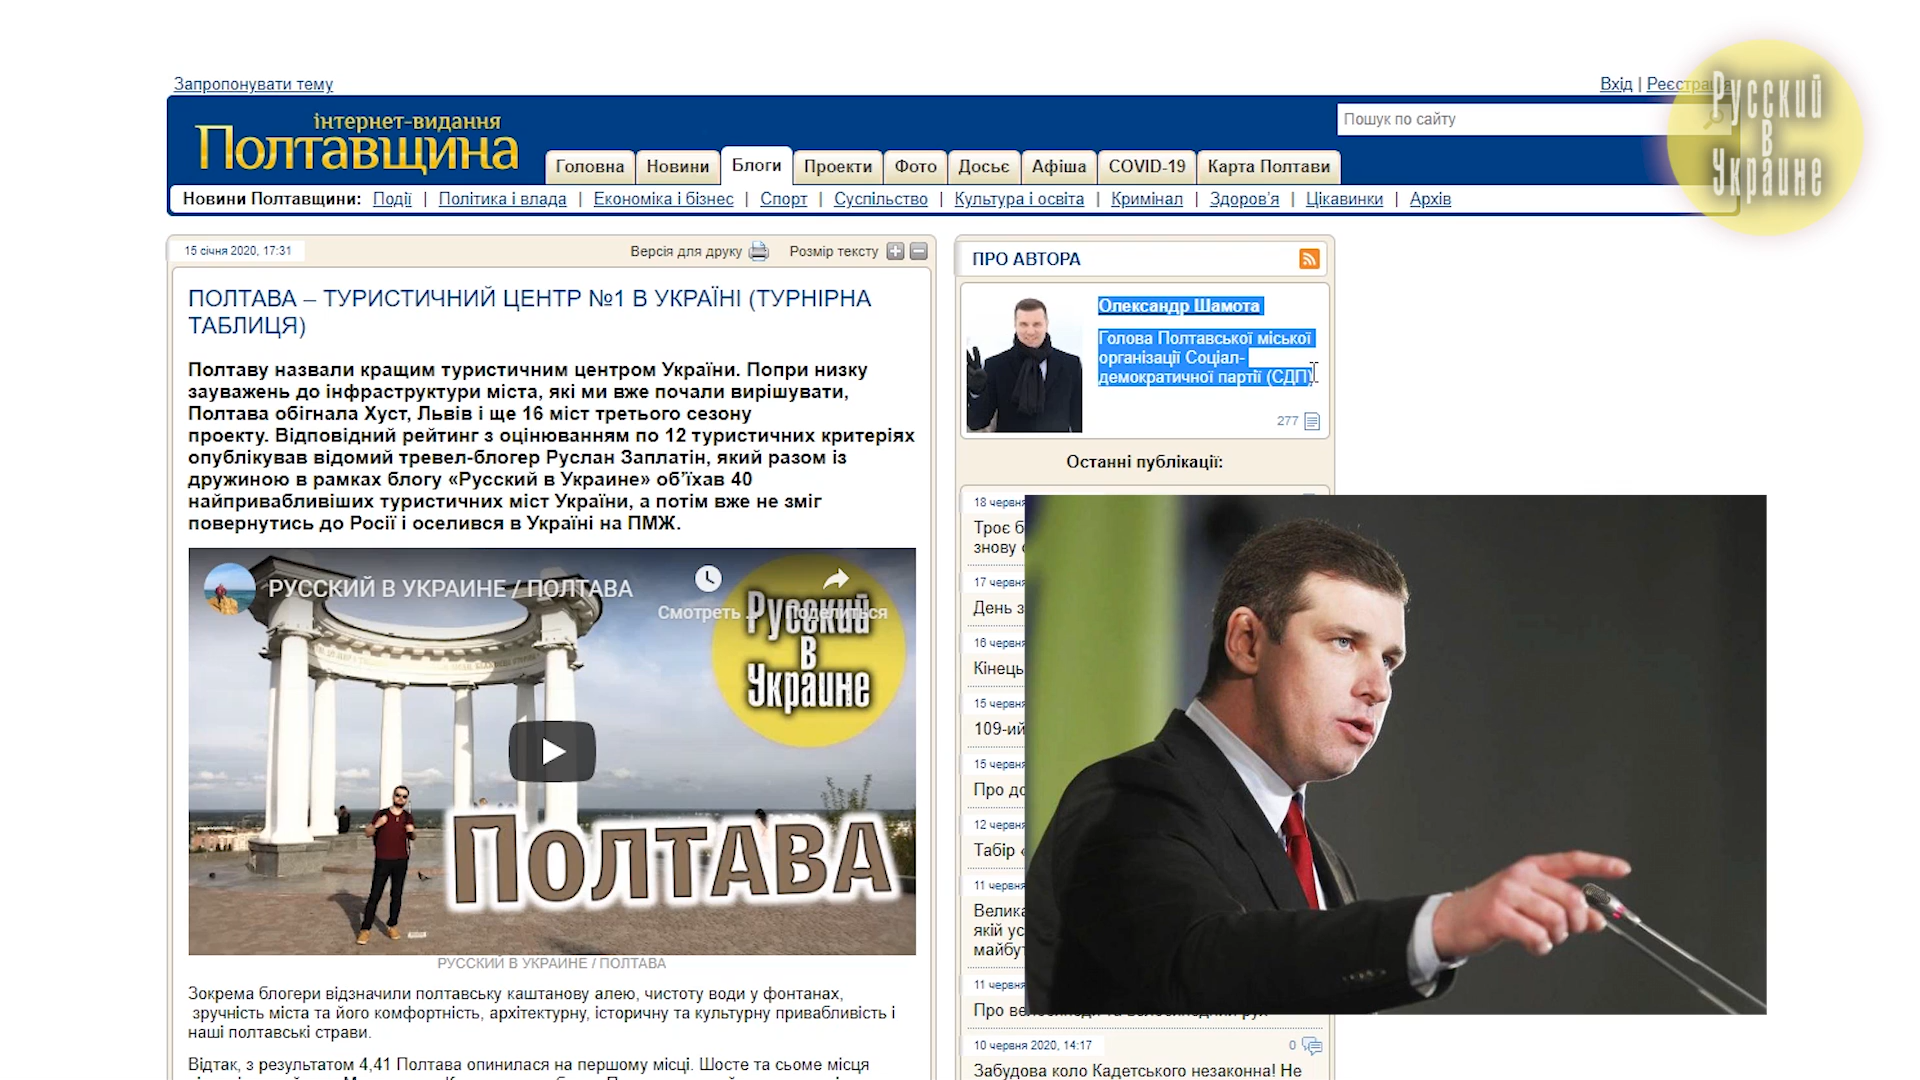 Запропонувати тему
Вхід | Реєстрація
інтернет-видання
Полтавщина
Пошук по сайту
Головна
Новини
Блоги
Проекти
Фото
Досьє
Афіша
COVID-19
Карта Полтави
Новини Полтавщини: Події | Політика і влада | Економіка і бізнес | Спорт | Суспільство | Культура і освіта | Кримінал | Здоров'я | Цікавинки | Архів
Русский
в
Украине
15 січня 2020, 17:31
Версія для друку
Розмір тексту
ПОЛТАВА – ТУРИСТИЧНИЙ ЦЕНТР №1 В УКРАЇНІ (ТУРНІРНА
ТАБЛИЦЯ)
Полтаву назвали кращим туристичним центром України. Попри низку
зауважень до інфраструктури міста, які ми вже почали вирішувати,
Полтава обігнала Хуст, Львів і ще 16 міст третього сезону
проекту. Відповідний рейтинг з оцінюванням по 12 туристичних критеріях
опублікував відомий тревел-блогер Руслан Заплатін, який разом із
дружиною в рамках блогу «Русский в Украине» об'їхав 40
найпривабливіших туристичних міст України, а потім вже не зміг
повернутись до Росії і оселився в Україні на ПМЖ.
РУССКИЙ В УКРАИНЕ / ПОЛТАВА
Смотреть ...
Поделиться
Русский
в
Украине
Полтава
РУССКИЙ В УКРАИНЕ / ПОЛТАВА
Зокрема блогери відзначили полтавську каштанову алею, чистоту води у фонтанах,
зручність міста та його комфортність, архітектурну, історичну та культурну привабливість і
наші полтавські страви.
Відтак, з результатом 4,41 Полтава опинилася на першому місці. Шосте та сьоме місця
ПРО АВТОРА
Олександр Шамота
Голова Полтавської міської
організації Соціал-
демократичної партії (СДП)
277
Останні публікації:
18 червня
Троє б
знову
17 червня
День з
16 червня
Кінець
15 червня
109-ий
15 червня
Про до
12 червня
Табір
11 червня
Велика
якій ус
майбут
11 червня
Про велосипеди та велосипедний рух
10 червня 2020, 14:17
0
Забудова коло Кадетського незаконна! Не